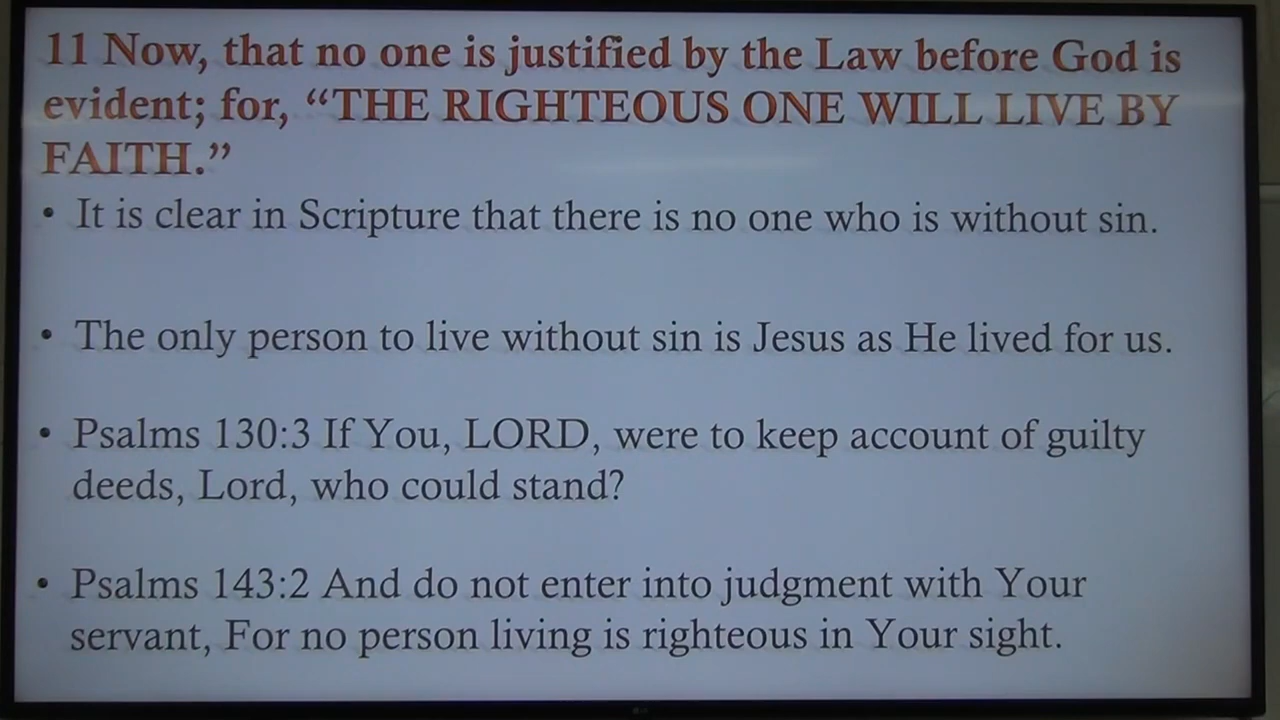 11 Now, that no one is justified by the Law before God is
evident; for, “THE RIGHTEOUS ONE WILL LIVE BY
FAITH.”
• It is clear in Scripture that there is no one who is without sin.
• The only person to live without sin is Jesus as He lived for us.
• Psalms 130:3 If You, LORD, were to keep account of guilty
deeds, Lord, who could stand?
• Psalms 143:2 And do not enter into judgment with Your
servant, For no person living is righteous in Your sight.